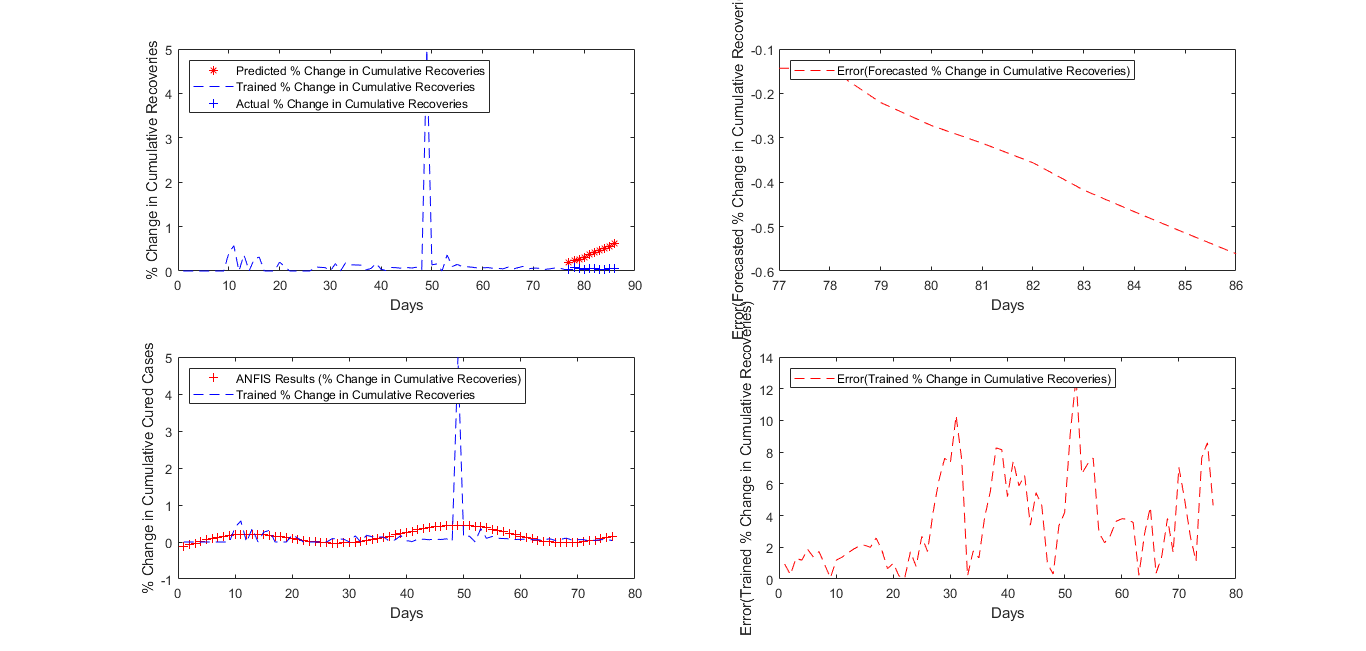 % Change in Cumulative Recoveries
5
4
3
2
1
0
Predicted % Change in Cumulative Recoveries
Trained % Change in Cumulative Recoveries
Actual % Change in Cumulative Recoveries
0 10 20 30 40 50 60 70 80 90
Days
Error(Forecasted % Change in Cumulative Recoveri
-0.1
-0.2
-0.3
-0.4
-0.5
-0.6
Error(Forecasted % Change in Cumulative Recoveries)
77 78 79 80 81 82 83 84 85 86
Days
% Change in Cumulative Cured Cases
5
4
3
2
1
0
-1
ANFIS Results (% Change in Cumulative Recoveries)
Trained % Change in Cumulative Recoveries
0 10 20 30 40 50 60 70 80
Days
Error(Trained % Change in Cumulative Recoveries)
14
12
10
8
6
4
2
0
Error(Trained % Change in Cumulative Recoveries)
0 10 20 30 40 50 60 70 80
Days